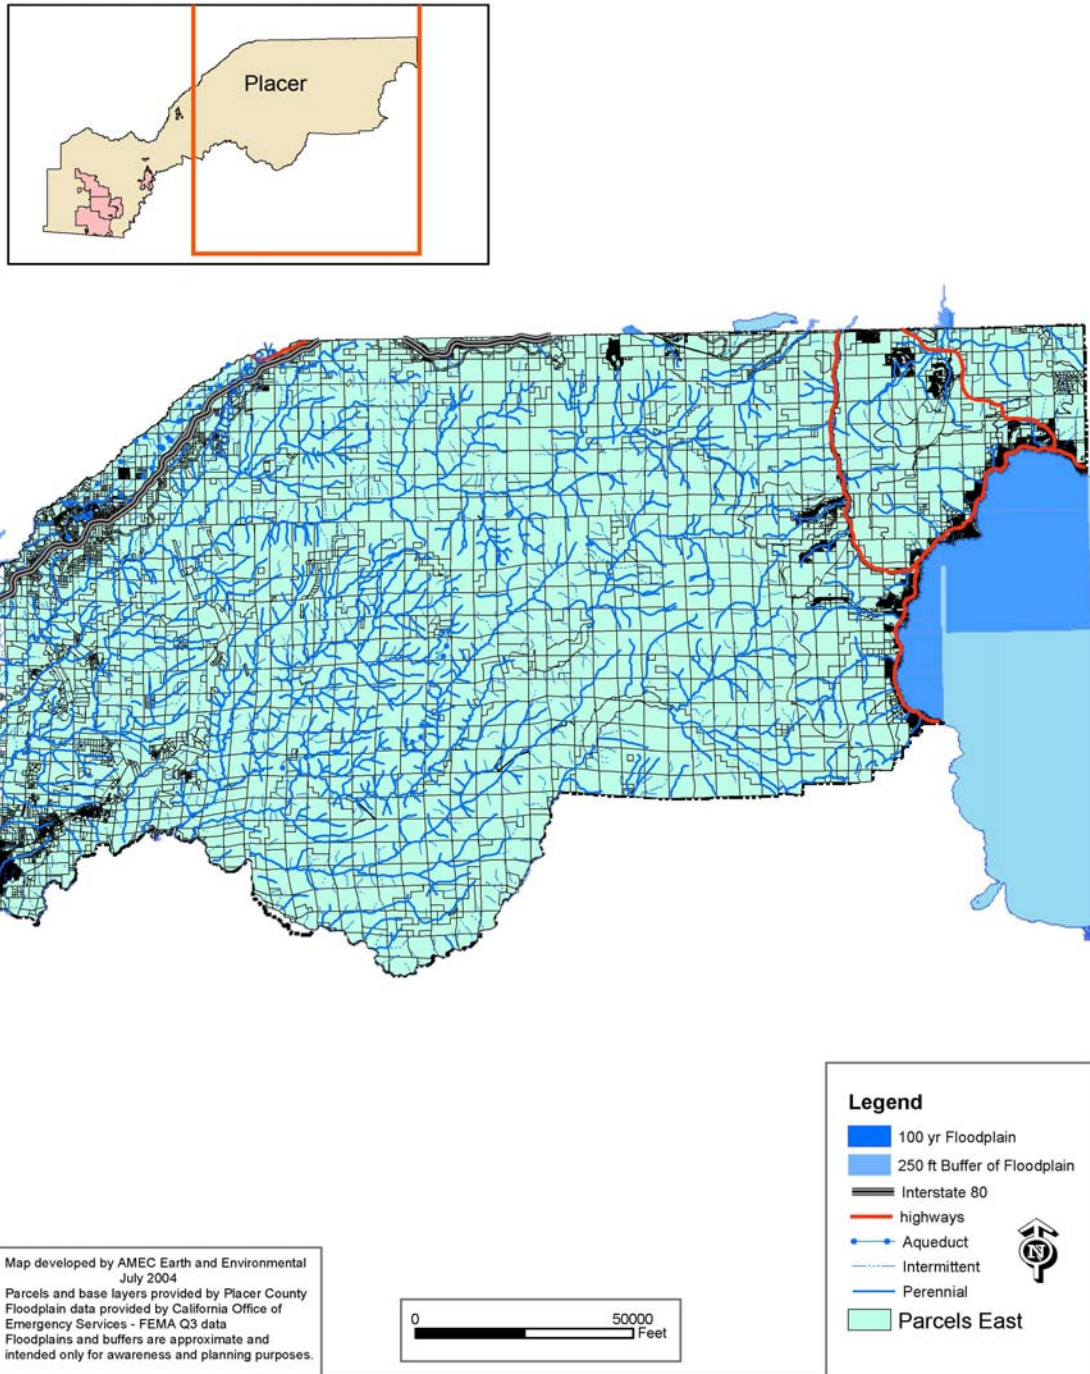 Placer
Legend
100 yr Floodplain
250 ft Buffer of Floodplain
Interstate 80
highways
Aqueduct
Intermittent
Perennial
Parcels East
N
Map developed by AMEC Earth and Environmental
July 2004
Parcels and base layers provided by Placer County
Floodplain data provided by California Office of
Emergency Services - FEMA Q3 data
Floodplains and buffers are approximate and
intended only for awareness and planning purposes.
0 50000
Feet